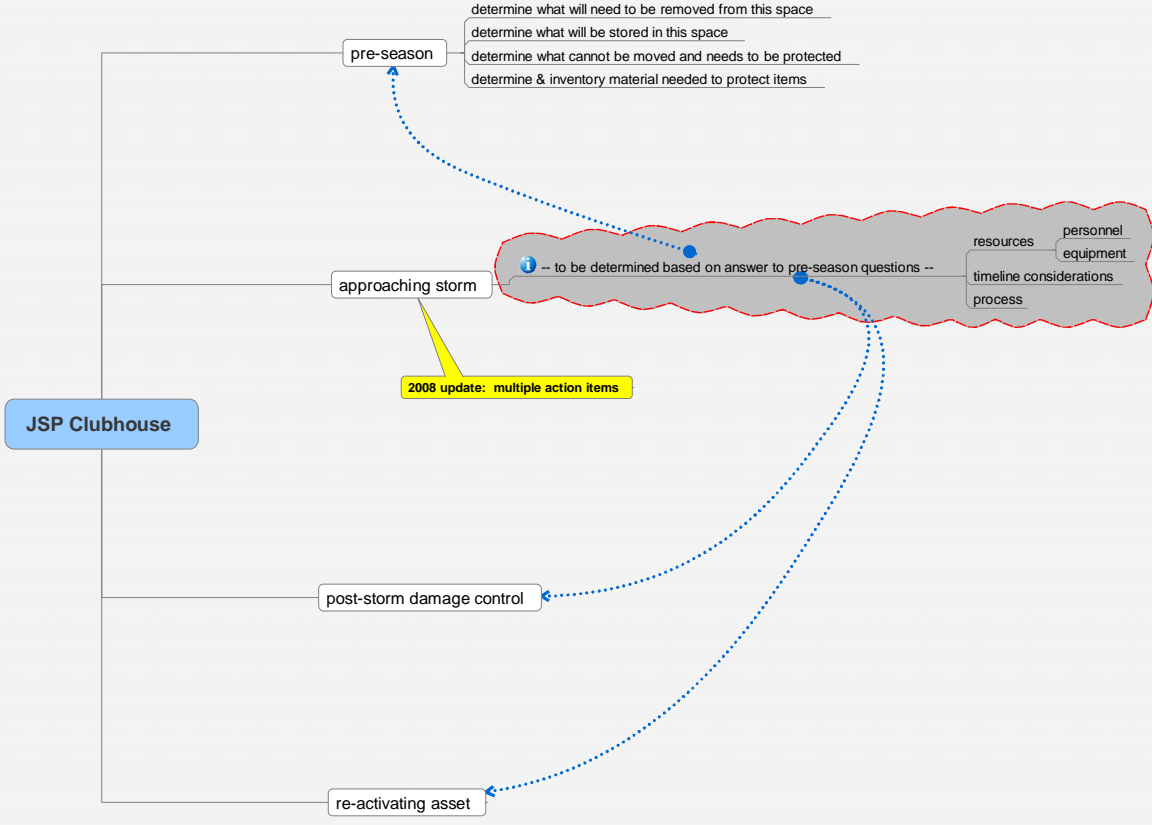 determine what will need to be removed from this space
determine what will be stored in this space
pre-season
determine what cannot be moved and needs to be protected
determine & inventory material needed to protect items
personnel
resources
equipment
-- to be determined based on answer to pre-season questions --
timeline considerations
approaching storm
process
2008 update:  multiple action items
JSP Clubhouse
post-storm damage control
re-activating asset